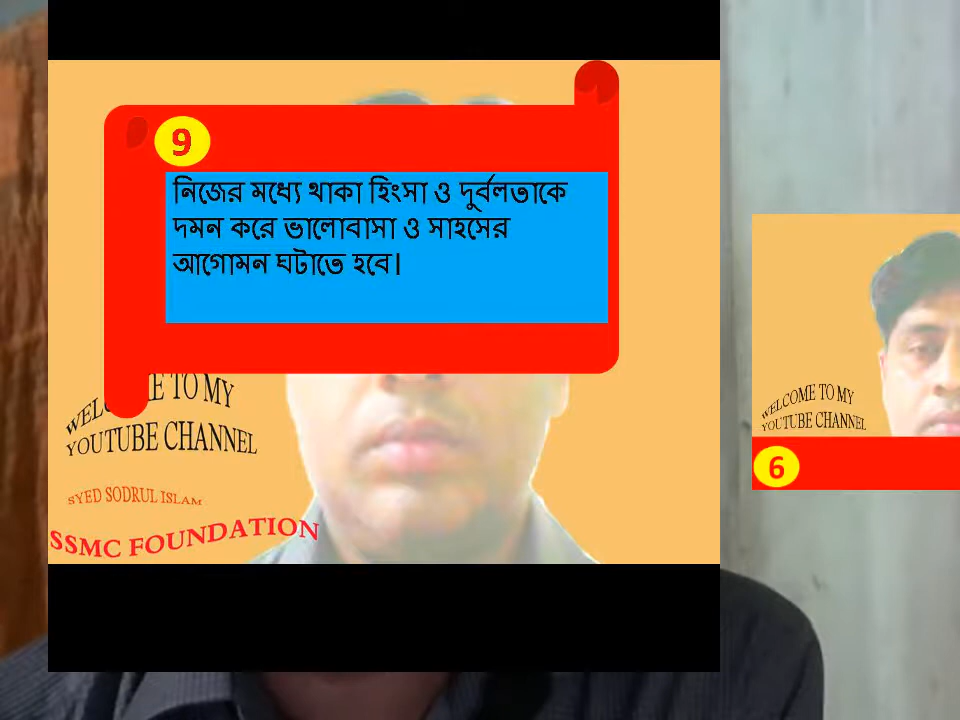 9
নিজের মধ্যে থাকা হিংসা ও দুর্বলতাকে
দমন করে ভালোবাসা ও সাহসের
আগোমন ঘটাতে হবে।
WELCOME TO MY
YOUTUBE CHANNEL
SYED SODRUL ISLAM
SSMC FOUNDATION
WELCOME TO MY
YOUTUBE CHANNEL
6